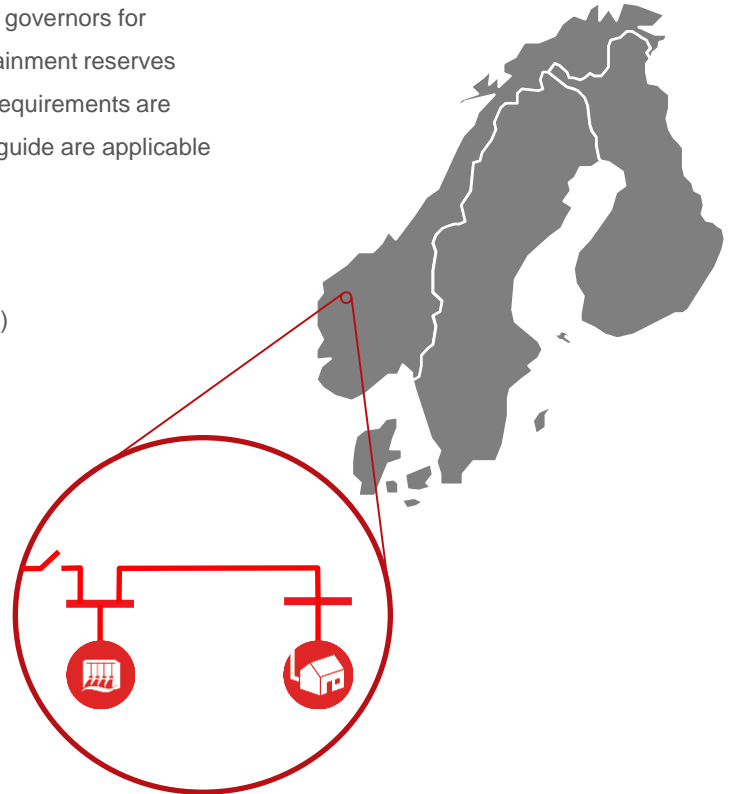 governors for
ainment reserves
equirements are
guide are applicable
)